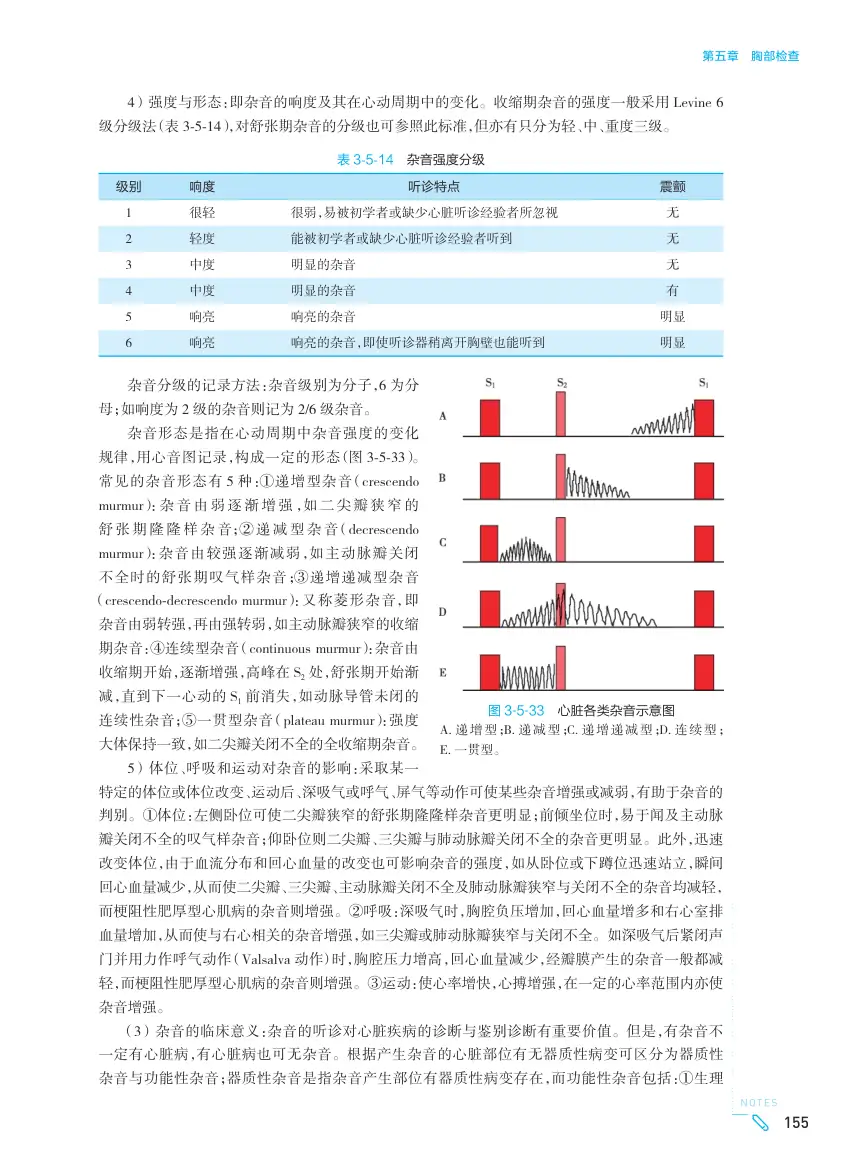 第五章 胸部检查
4）强度与形态:即杂音的响度及其在心动周期中的变化。收缩期杂音的强度一般采用 Levine 6
级分级法(表 3-5-14),对舒张期杂音的分级也可参照此标准,但亦有只分为轻、中、重度三级。
表 3-5-14 杂音强度分级
级别 响度 听诊特点 震颤
1 很轻 很弱,易被初学者或缺少心脏听诊经验者所忽视 无
2 轻度 能被初学者或缺少心脏听诊经验者听到 无
3 中度 明显的杂音 无
4 中度 明显的杂音 有
5 响亮 响亮的杂音 明显
6 响亮 响亮的杂音,即使听诊器稍离开胸壁也能听到 明显
杂音分级的记录方法:杂音级别为分子,6 为分
母;如响度为 2 级的杂音则记为 2/6 级杂音。
杂音形态是指在心动周期中杂音强度的变化
规律,用心音图记录,构成一定的形态(图 3-5-33)。
常见的杂音形态有 5 种:①递增型杂音(crescendo
murmur):杂音由弱逐渐增强,如二尖瓣狭窄的
舒张期隆隆样杂音;②递减型杂音(decrescendo
murmur):杂音由较强逐渐减弱,如主动脉瓣关闭
不全时的舒张期叹气样杂音;③递增递减型杂音
(crescendo-decrescendo murmur):又称菱形杂音,即
杂音由弱转强,再由强转弱,如主动脉瓣狭窄的收缩
期杂音;④连续型杂音(continuous murmur):杂音由
收缩期开始,逐渐增强,高峰在 S₂ 处,舒张期开始渐
减,直到下一心动的 S₁ 前消失,如动脉导管未闭的
连续性杂音;⑤一贯型杂音(plateau murmur):强度
大体保持一致,如二尖瓣关闭不全的全收缩期杂音。
S₁ S₂ S₁
A
B
C
D
E
图 3-5-33 心脏各类杂音示意图
A. 递增型;B. 递减型;C. 递增递减型;D. 连续型;
E. 一贯型。
5）体位、呼吸和运动对杂音的影响:采取某一
特定的体位或体位改变、运动后、深吸气或呼气、屏气等动作可使某些杂音增强或减弱,有助于杂音的
判别。①体位:左侧卧位可使二尖瓣狭窄的舒张期隆隆样杂音更明显;前倾坐位时,易于闻及主动脉
瓣关闭不全的叹气样杂音;仰卧位则二尖瓣、三尖瓣与肺动脉瓣关闭不全的杂音更明显。此外,迅速
改变体位,由于血流分布和回心血量的改变也可影响杂音的强度,如从卧位或下蹲位迅速站立,瞬间
回心血量减少,从而使二尖瓣、三尖瓣、主动脉瓣关闭不全及肺动脉瓣狭窄与关闭不全的杂音均减轻,
而梗阻性肥厚型心肌病的杂音则增强。②呼吸:深吸气时,胸腔负压增加,回心血量增多和右心室排
血量增加,从而使与右心相关的杂音增强,如三尖瓣或肺动脉瓣狭窄与关闭不全。如深吸气后紧闭声
门并用力作呼气动作(Valsalva 动作)时,胸腔压力增高,回心血量减少,经瓣膜产生的杂音一般都减
轻,而梗阻性肥厚型心肌病的杂音则增强。③运动:使心率增快,心搏增强,在一定的心率范围内亦使
杂音增强。
（3）杂音的临床意义:杂音的听诊对心脏疾病的诊断与鉴别诊断有重要价值。但是,有杂音不
一定有心脏病,有心脏病也可无杂音。根据产生杂音的心脏部位有无器质性病变可区分为器质性
杂音与功能性杂音;器质性杂音是指杂音产生部位有器质性病变存在,而功能性杂音包括:①生理
NOTES
155